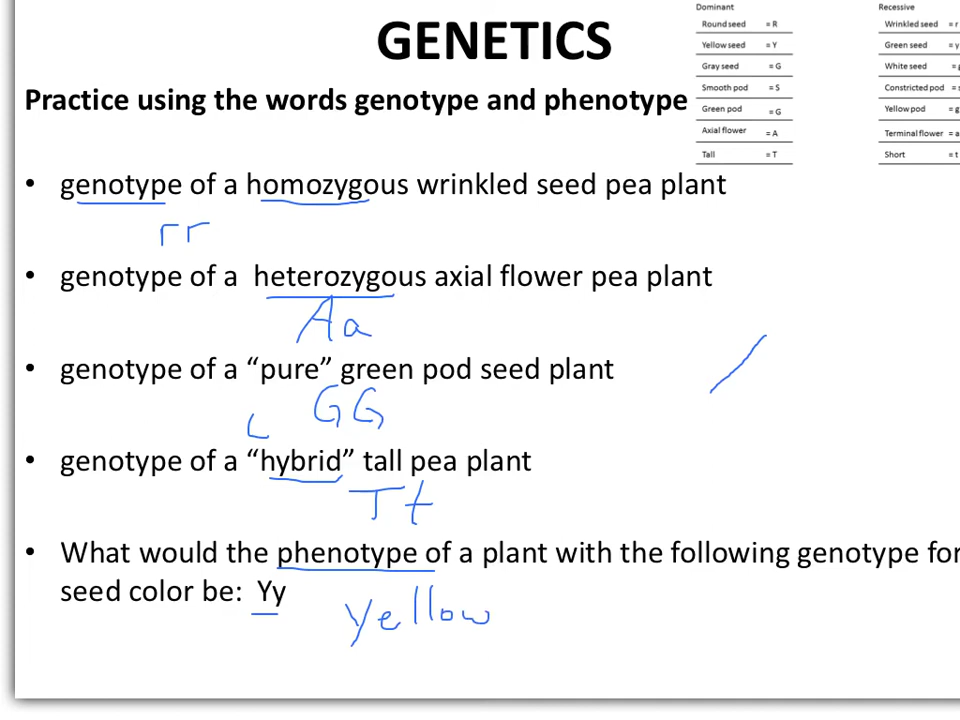 GENETICS
Dominant
Round seed = R
Yellow seed = Y
Gray seed = G
Smooth pod = S
Green pod = G
Axial flower = A
Tall = T
Recessive
Wrinkled seed = r
Green seed = y
White seed = g
Constricted pod = s
Yellow pod = g
Terminal flower = a
Short = t
Practice using the words genotype and phenotype
• genotype of a homozygous wrinkled seed pea plant
rr
• genotype of a heterozygous axial flower pea plant
Aa
• genotype of a “pure” green pod seed plant
GG
• genotype of a “hybrid” tall pea plant
Tt
• What would the phenotype of a plant with the following genotype for
seed color be: Yy
Yellow